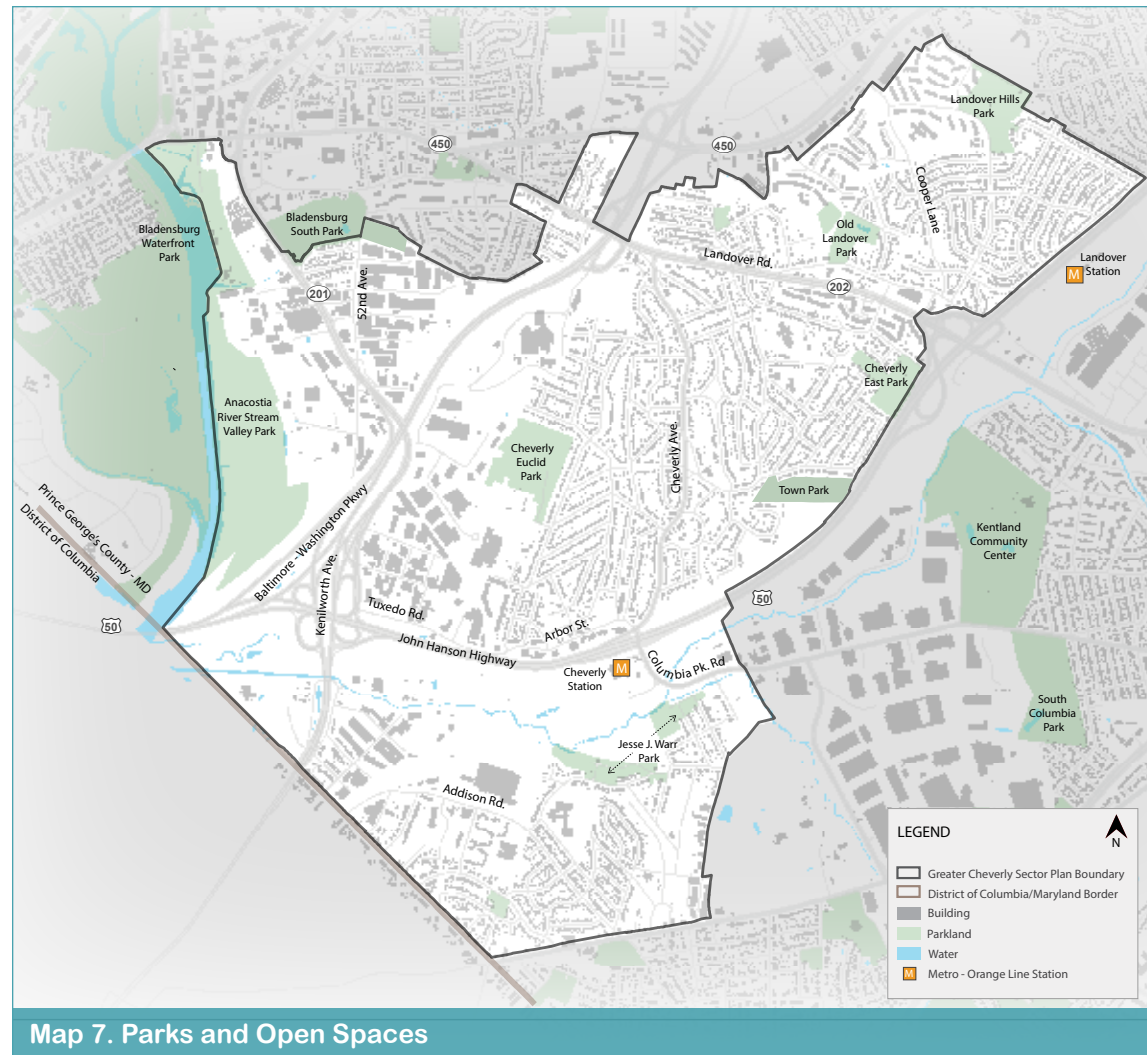 Landover Hills
Park
450
450
Cooper Lane
Bladensburg
South Park
Bladensburg
Waterfront
Park
Old
Landover
Park
Landover Rd.
Landover
Station
M
201
52nd Ave.
202
Cheverly
East Park
Anacostia
River Stream
Valley Park
Cheverly Ave.
Cheverly
Euclid
Park
Town Park
Prince George's County - MD
District of Columbia
Baltimore - Washington Pkwy
Kentland
Community
Center
Kenilworth Ave.
50
50
Tuxedo Rd.
Arbor St.
John Hanson Highway
Columbia Pk. Rd
Cheverly
Station
M
South
Columbia
Park
Jesse J. Warr
Park
Addison Rd.
LEGEND
N
Greater Cheverly Sector Plan Boundary
District of Columbia/Maryland Border
Building
Parkland
Water
M Metro - Orange Line Station
Map 7. Parks and Open Spaces